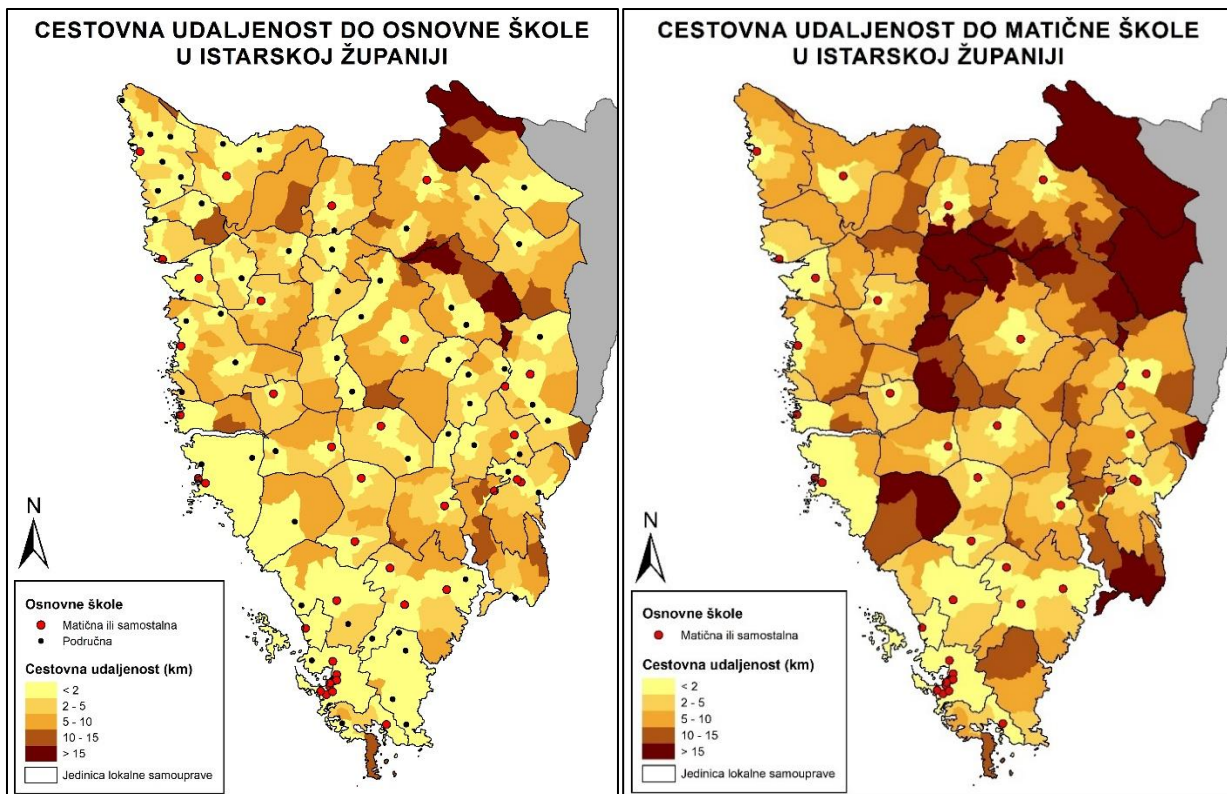 CESTOVNA UDALJENOST DO OSNOVNE ŠKOLE
U ISTARSKOJ ŽUPANIJI
N
Osnovne škole
Matična ili samostalna
Područna
Cestovna udaljenost (km)
< 2
2 - 5
5 - 10
10 - 15
> 15
Jedinica lokalne samouprave
CESTOVNA UDALJENOST DO MATIČNE ŠKOLE
U ISTARSKOJ ŽUPANIJI
N
Osnovne škole
Matična ili samostalna
Cestovna udaljenost (km)
< 2
2 - 5
5 - 10
10 - 15
> 15
Jedinica lokalne samouprave